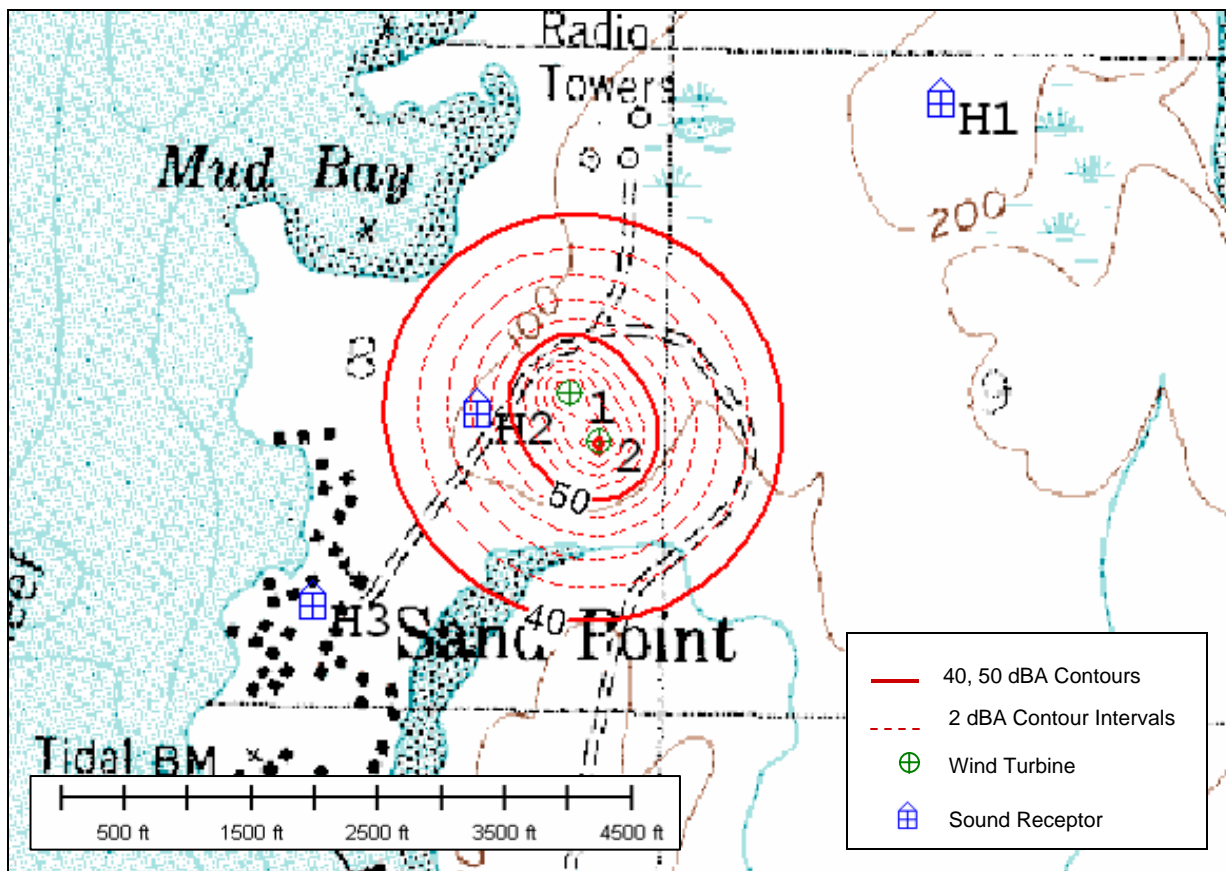 Radio
Towers
H1
Mud Bay
200
100
8
9
1
H2
2
50
40
H3
Sand Point
Tidal BM
40, 50 dBA Contours
2 dBA Contour Intervals
Wind Turbine
Sound Receptor
500 ft
1500 ft
2500 ft
3500 ft
4500 ft